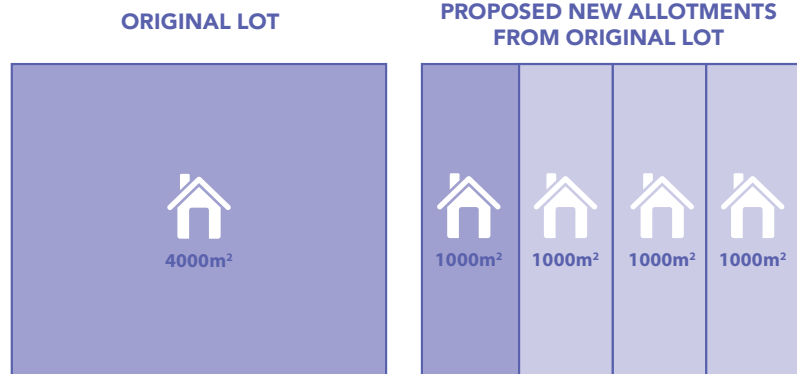 ORIGINAL LOT
4000m²
PROPOSED NEW ALLOTMENTS
FROM ORIGINAL LOT
1000m²
1000m²
1000m²
1000m²